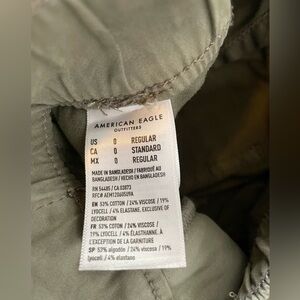 AMERICAN EAGLE
OUTFITTERS
US 0 REGULAR
CA 0 STANDARD
MX 0 REGULAR
MADE IN BANGLADESH / FABRIQUÉ AU
BANGLADESH / HECHO EN BANGLADESH
RN 54485 / CA 03873
EN 53% COTTON / 24% VISCOSE / 19%
LYOCELL / 4% ELASTANE, EXCLUSIVE OF
DECORATION
FR 53% COTON / 24% VISCOSE /
19% LYOCELL / 4% ÉLASTHANNE, À
L'EXCEPTION DE LA GARNITURE
SP 53% algodón / 24% viscosa / 19%
lyocell / 4% elastano